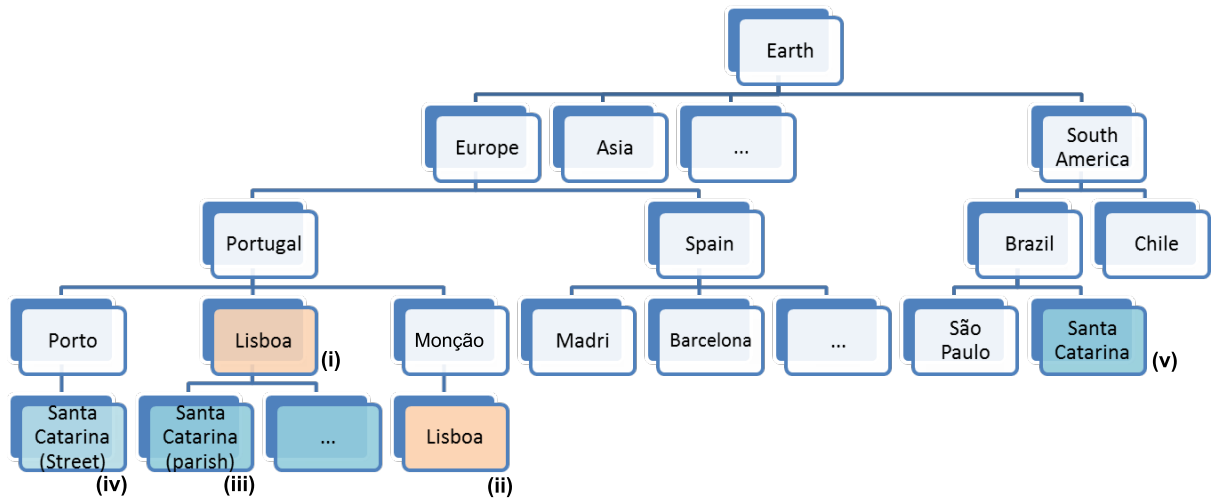 Earth
Europe
Asia
...
South
America
Portugal
Spain
Brazil
Chile
Porto
Lisboa
(i)
Monção
Madri
Barcelona
...
São
Paulo
Santa
Catarina
(v)
Santa
Catarina
(Street)
(iv)
Santa
Catarina
(parish)
(iii)
...
Lisboa
(ii)